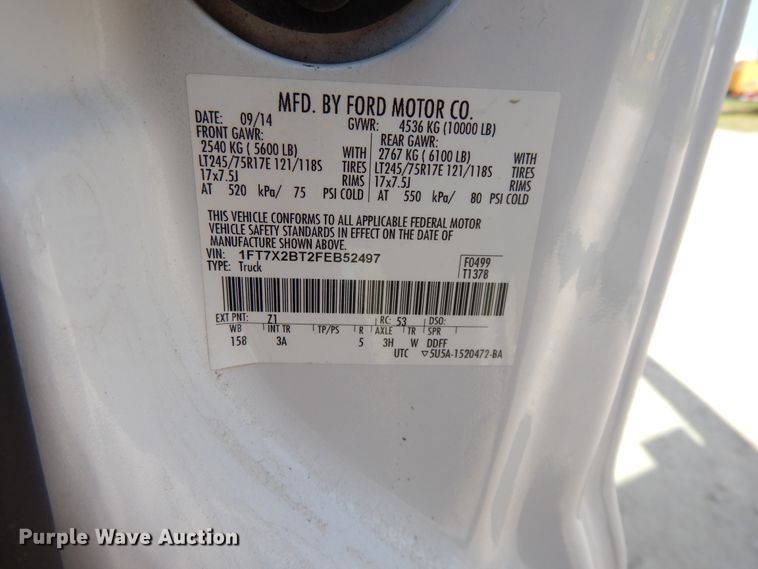 MFD. BY FORD MOTOR CO.
DATE: 09/14 GVWR: 4536 KG (10000 LB)
FRONT GAWR: REAR GAWR:
2540 KG ( 5600 LB) WITH 2767 KG ( 6100 LB) WITH
LT245/75R17E 121/118S TIRES LT245/75R17E 121/118S TIRES
17x7.5J RIMS 17x7.5J RIMS
AT 520 kPa/ 75 PSI COLD AT 550 kPa/ 80 PSI COLD
THIS VEHICLE CONFORMS TO ALL APPLICABLE FEDERAL MOTOR
VEHICLE SAFETY STANDARDS IN EFFECT ON THE DATE OF
MANUFACTURE SHOWN ABOVE.
VIN: 1FT7X2BT2FEB52497 F0499
TYPE: Truck T1378
EXT PNT: Z1 RC: 53 DSO:
WB INT TR TP/PS R AXLE TR SPR
158 3A 5 3H W DDFF
UTC ▽5U5A-1520472-BA
Purple Wave Auction